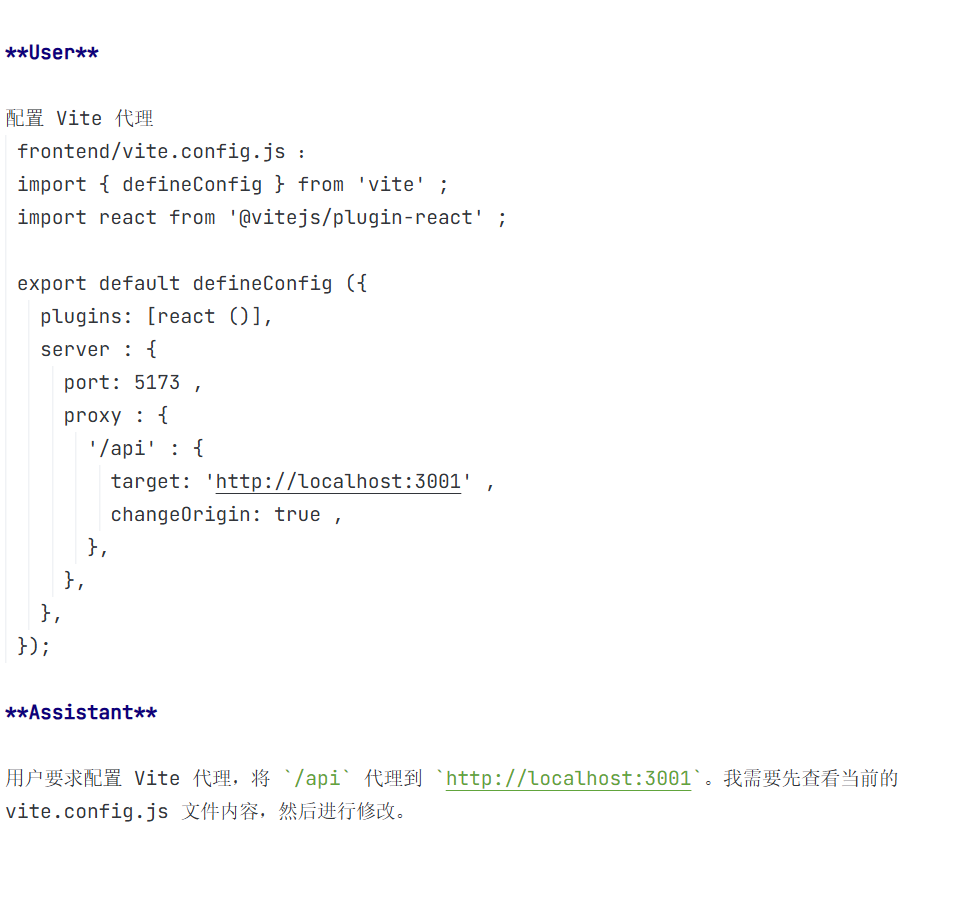 **User**
配置 Vite 代理
frontend/vite.config.js :
import { defineConfig } from 'vite' ;
import react from '@vitejs/plugin-react' ;
export default defineConfig ({
plugins: [react ()],
server : {
port: 5173 ,
proxy : {
'/api' : {
target: 'http://localhost:3001' ,
changeOrigin: true ,
},
},
},
});
**Assistant**
用户要求配置 Vite 代理，将 `/api` 代理到 `http://localhost:3001`。我需要先查看当前的
vite.config.js 文件内容，然后进行修改。